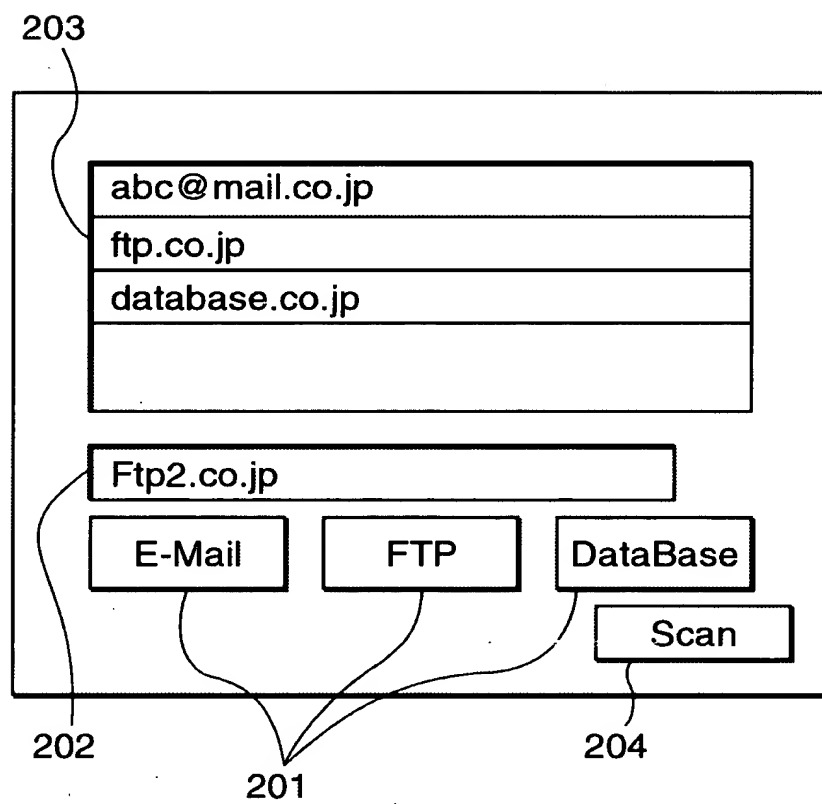 203
abc@mail.co.jp
ftp.co.jp
database.co.jp
Ftp2.co.jp
E-Mail FTP DataBase
Scan
202 204
201